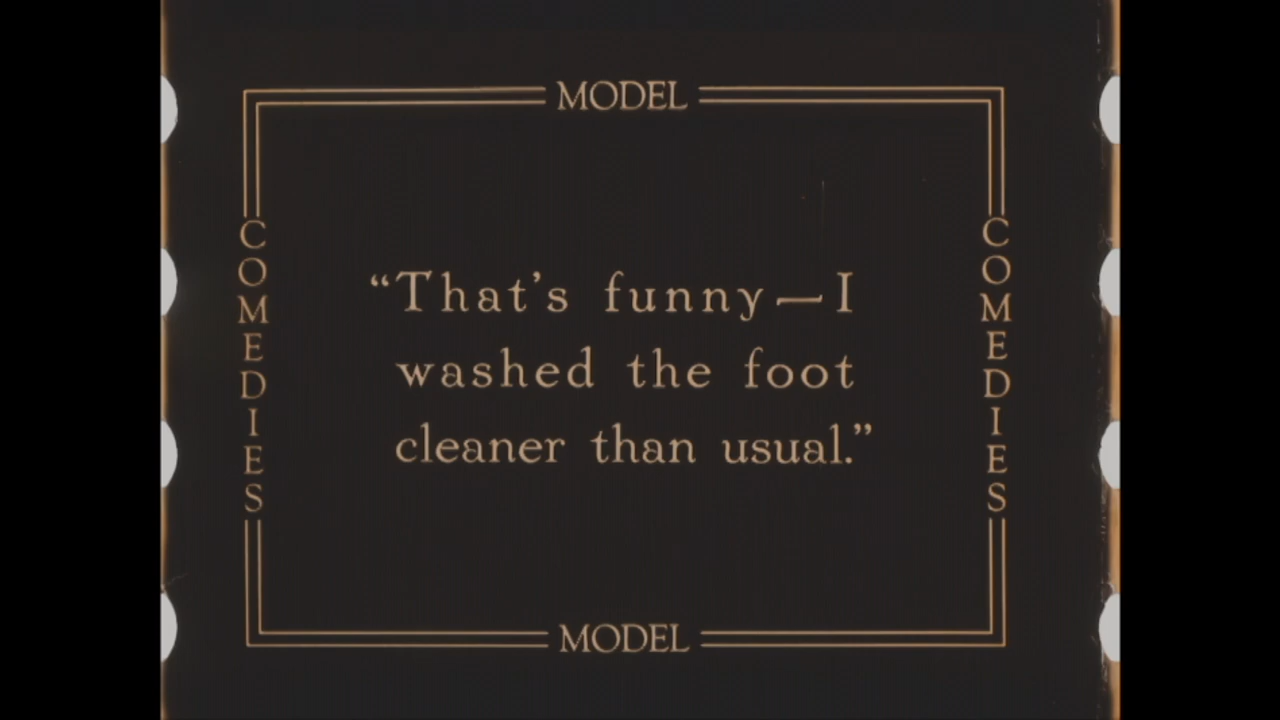 MODEL
COMEDIES
“That’s funny—I
washed the foot
cleaner than usual.”
COMEDIES
MODEL